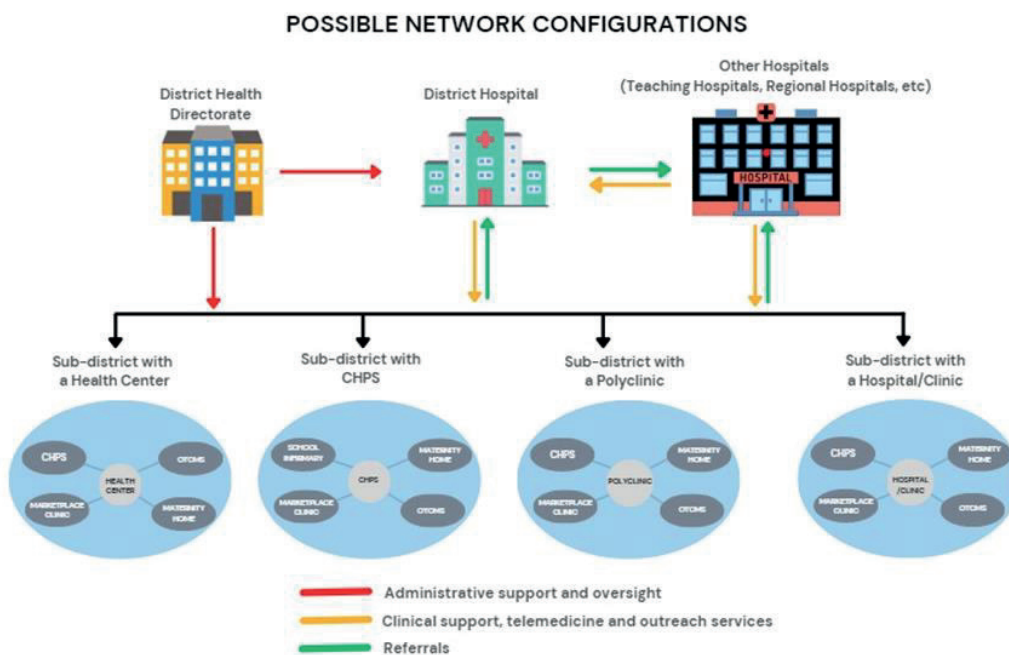 POSSIBLE NETWORK CONFIGURATIONS
District Health
Directorate
District Hospital
Other Hospitals
(Teaching Hospitals, Regional Hospitals, etc)
HOSPITAL
Sub-district with
a Health Center
Sub-district with
CHPS
Sub-district with
a Polyclinic
Sub-district with
a Hospital/Clinic
CHPS
OTCMS
HEALTH
CENTER
MARKETPLACE
CLINIC
MATERNITY
HOME
SCHOOL
INFIRMARY
MATERNITY
HOME
CHPS
MARKETPLACE
CLINIC
OTCMS
CHPS
MATERNITY
HOME
POLYCLINIC
MARKETPLACE
CLINIC
OTCMS
CHPS
MATERNITY
HOME
HOSPITAL
/CLINIC
MARKETPLACE
CLINIC
OTCMS
Administrative support and oversight
Clinical support, telemedicine and outreach services
Referrals